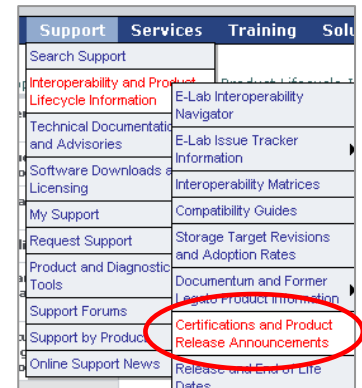 Support Services Training
Search Support
Interoperability and Product
Lifecycle Information
Technical
and Advisories
Software Downloads
Licensing
My Support
Request Support
Product and Diagnostic
Tools
Support Forums
Support by
Online Support News
E-Lab Interoperability
Navigator
E-Lab Issue Tracker
Information
Interoperability Matrices
Compatibility Guides
Storage Target Revisions
and Adoption Rates
Documentum and Former
Legato Product Information
Certifications and Product
Release Announcements
Release and End of Life
Dates